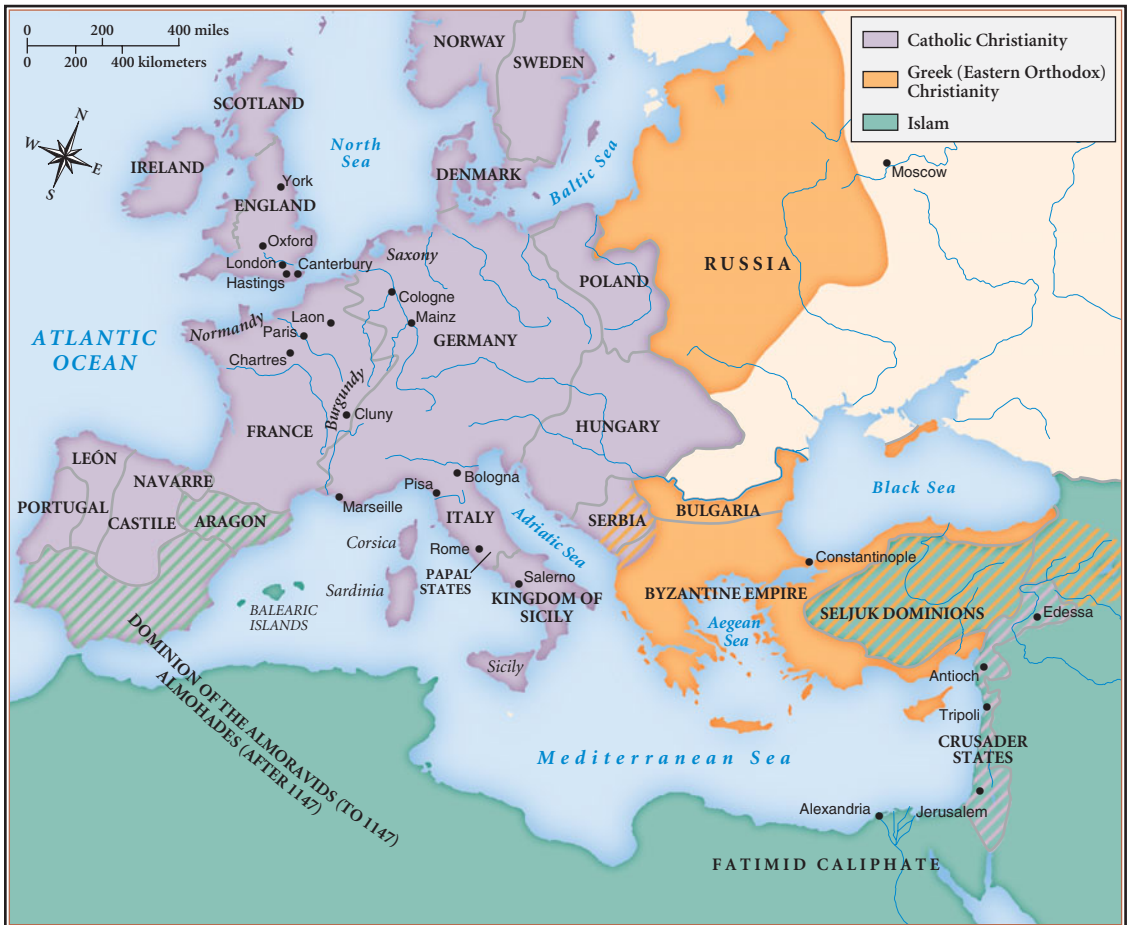 0 200 400 miles
0 200 400 kilometers
N
W
E
S
Catholic Christianity
Greek (Eastern Orthodox)
Christianity
Islam
NORWAY
SWEDEN
SCOTLAND
North
Sea
IRELAND
DENMARK
Baltic Sea
Moscow
York
ENGLAND
Oxford
London
Canterbury
Hastings
Saxony
RUSSIA
POLAND
Cologne
Mainz
Laon
Normandy
Paris
GERMANY
Chartres
ATLANTIC
OCEAN
Burgundy
Cluny
FRANCE
HUNGARY
LEÓN
NAVARRE
PORTUGAL
CASTILE
ARAGON
Marseille
Pisa
Bologna
ITALY
Adriatic Sea
SERBIA
BULGARIA
Black Sea
Corsica
Rome
PAPAL
STATES
Constantinople
Sardinia
Salerno
KINGDOM OF
SICILY
BYZANTINE EMPIRE
SELJUK DOMINIONS
Edessa
BALEARIC
ISLANDS
Aegean
Sea
Sicily
Antioch
Tripoli
DOMINION OF THE ALMORAVIDS (TO 1147)
ALMOHADES (AFTER 1147)
CRUSADER
STATES
Mediterranean Sea
Alexandria
Jerusalem
FATIMID CALIPHATE